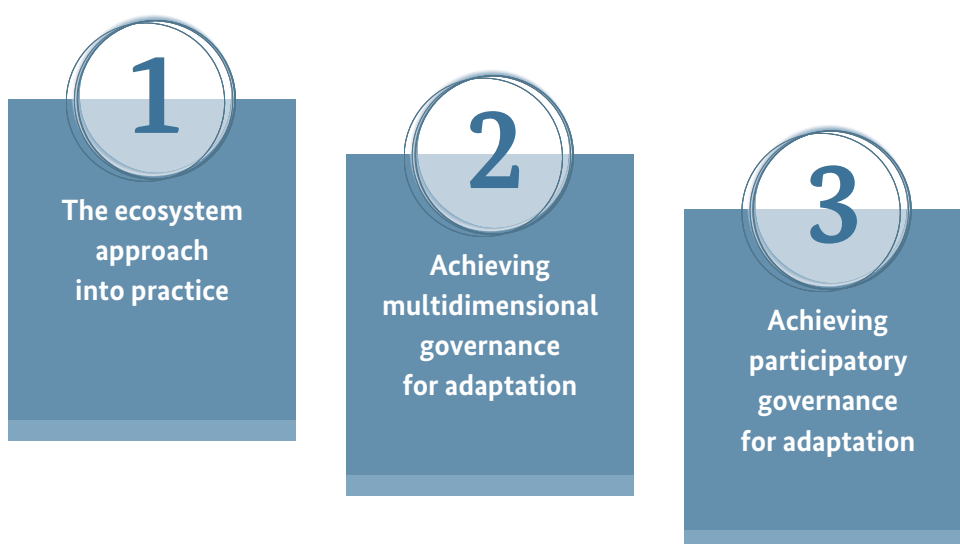 1
The ecosystem
approach
into practice
2
Achieving
multidimensional
governance
for adaptation
3
Achieving
participatory
governance
for adaptation